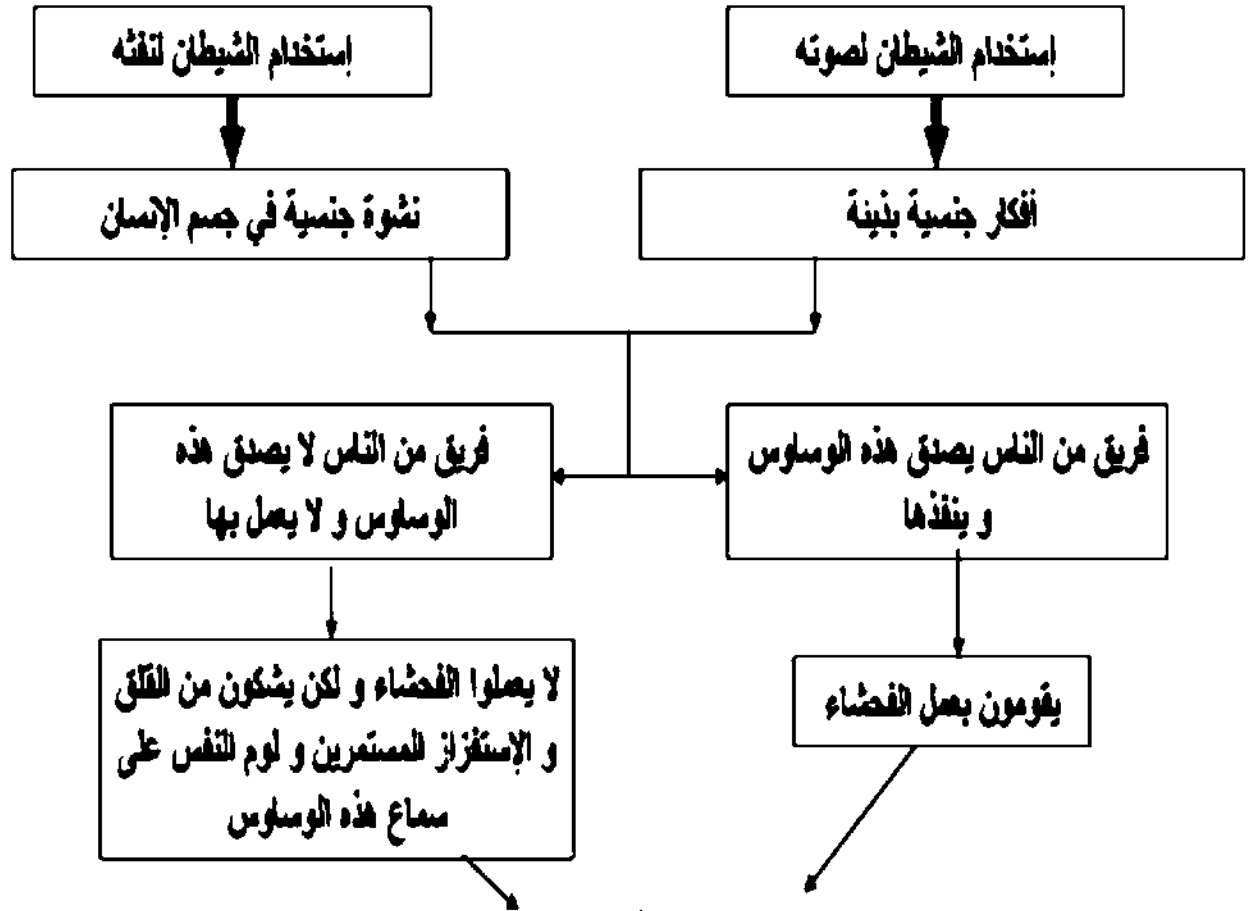 إستخدام الشيطان لصوته
إستخدام الشيطان لنفثه
أفكار جنسية بذيئة
نشوة جنسية في جسم الإنسان
فريق من الناس يصدق هذه الوساوس
و ينفذها
فريق من الناس لا يصدق هذه
الوساوس و لا يعمل بها
يقومون بعمل الفحشاء
لا يعملوا الفحشاء و لكن يشكون من القلق
و الإستفزاز المستمرين و لوم النفس على
سماع هذه الوساوس